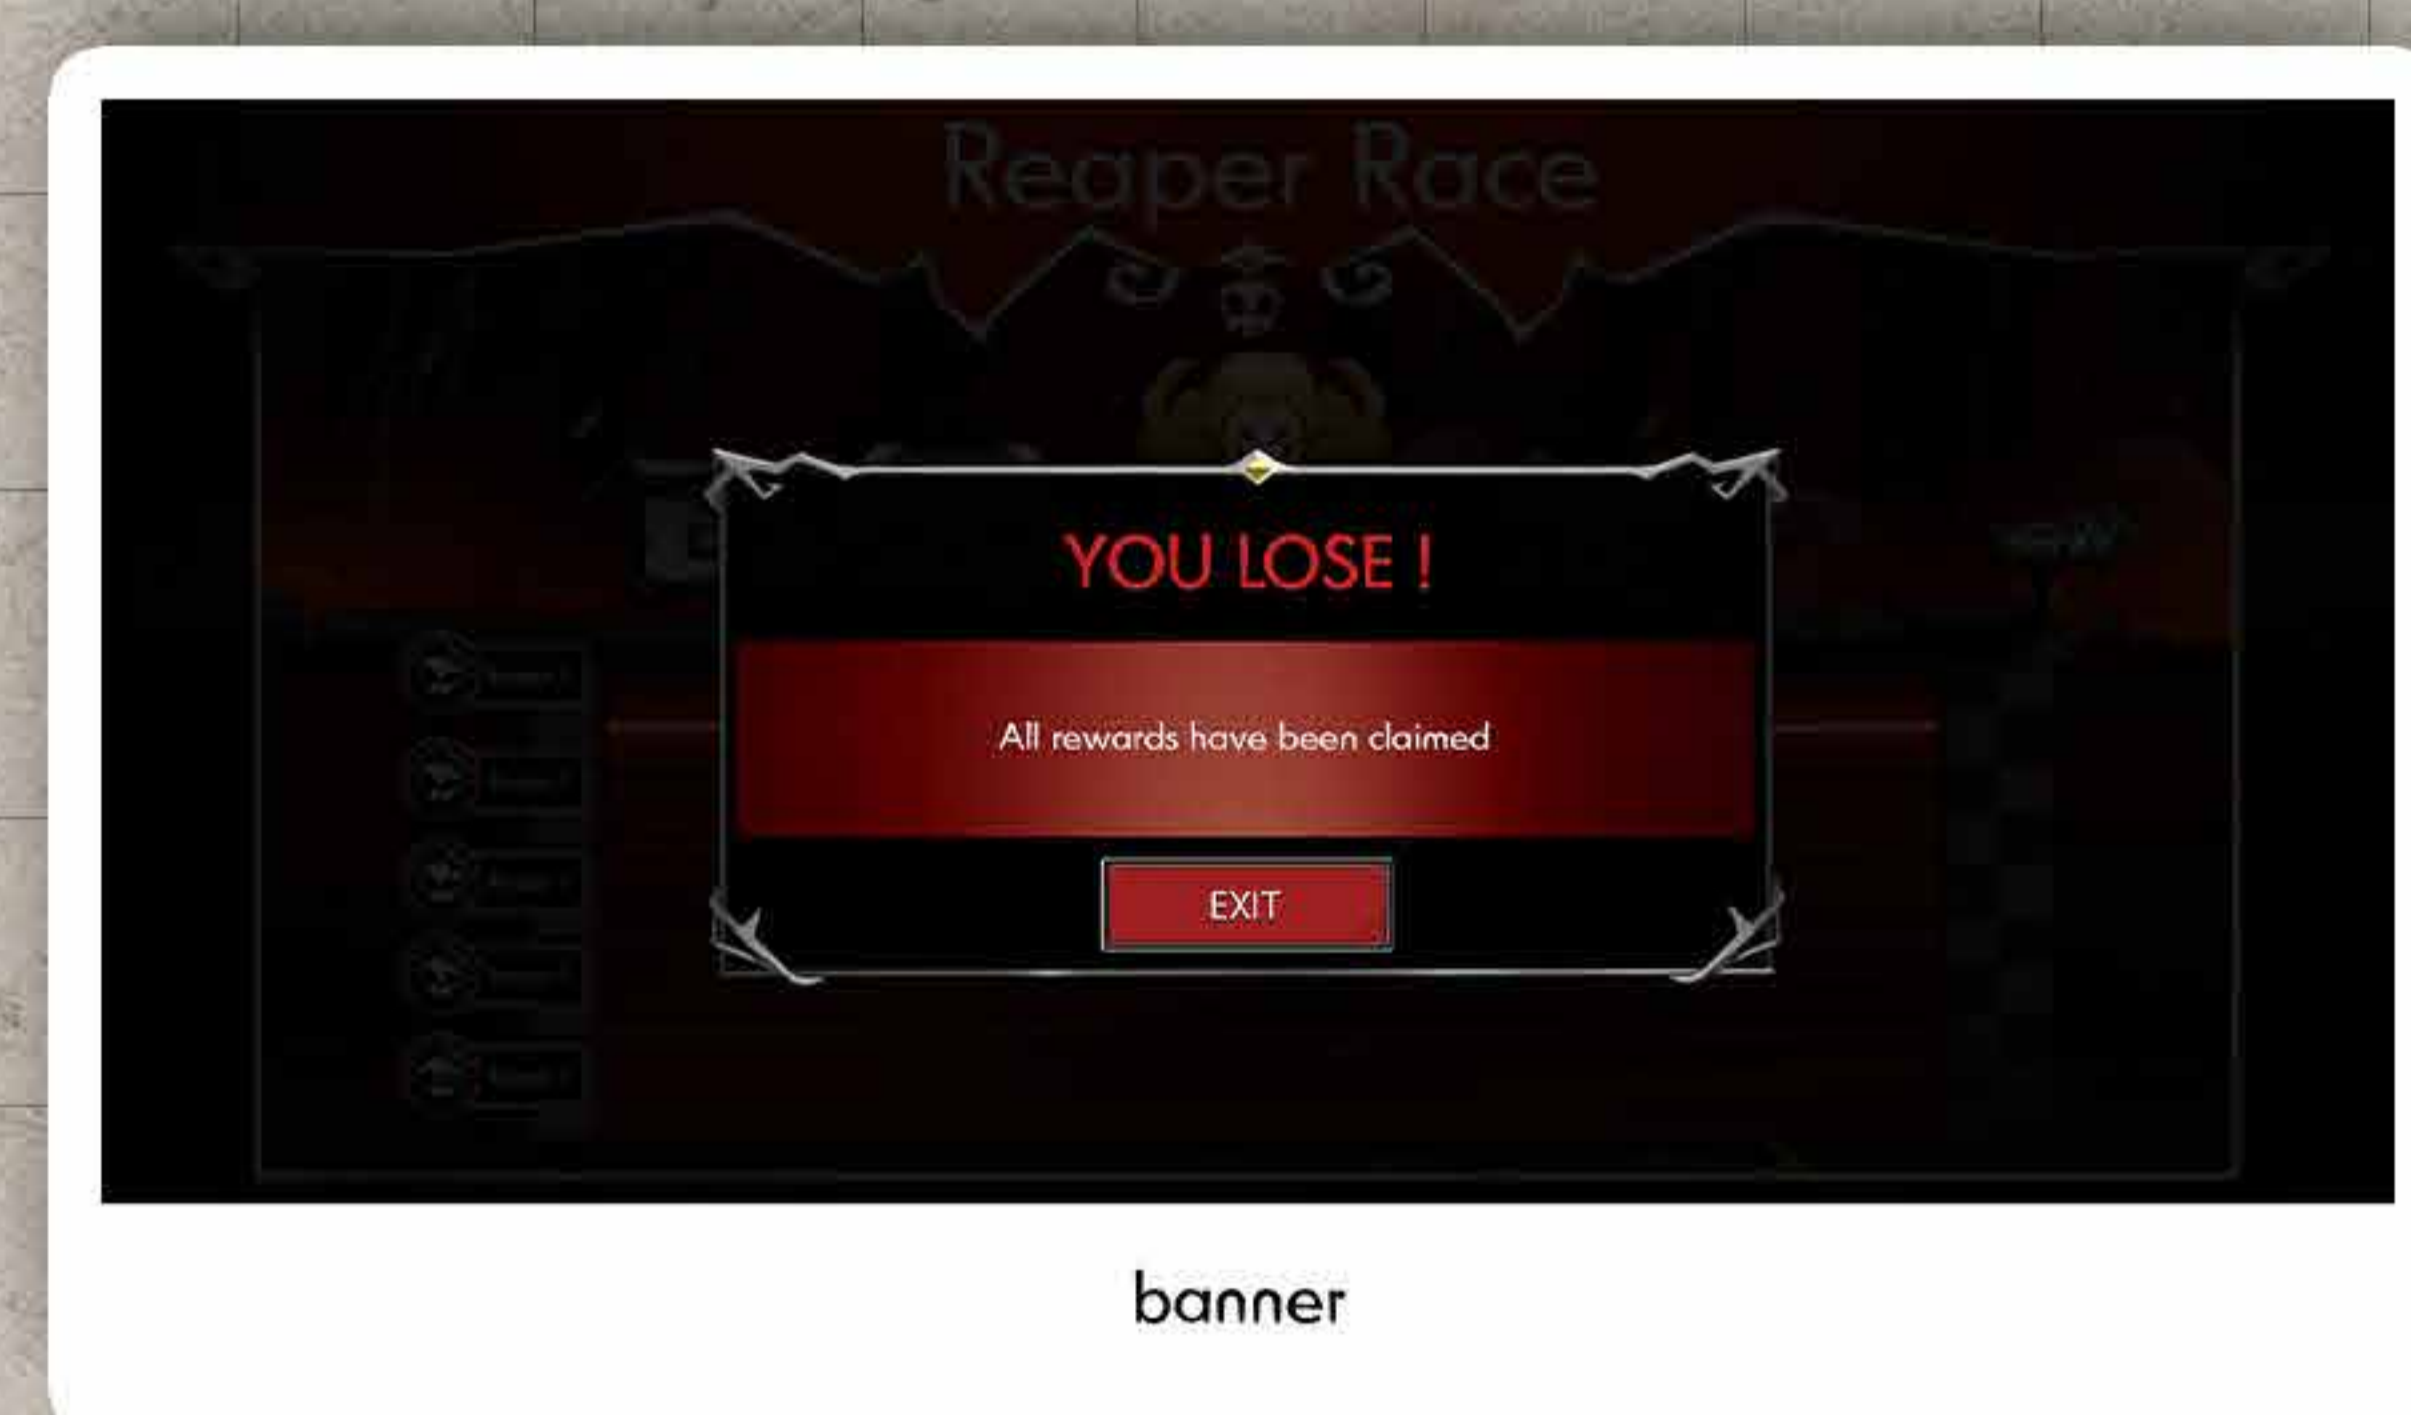 Reaper Race
YOU LOSE !
All rewards have been claimed
EXIT
banner